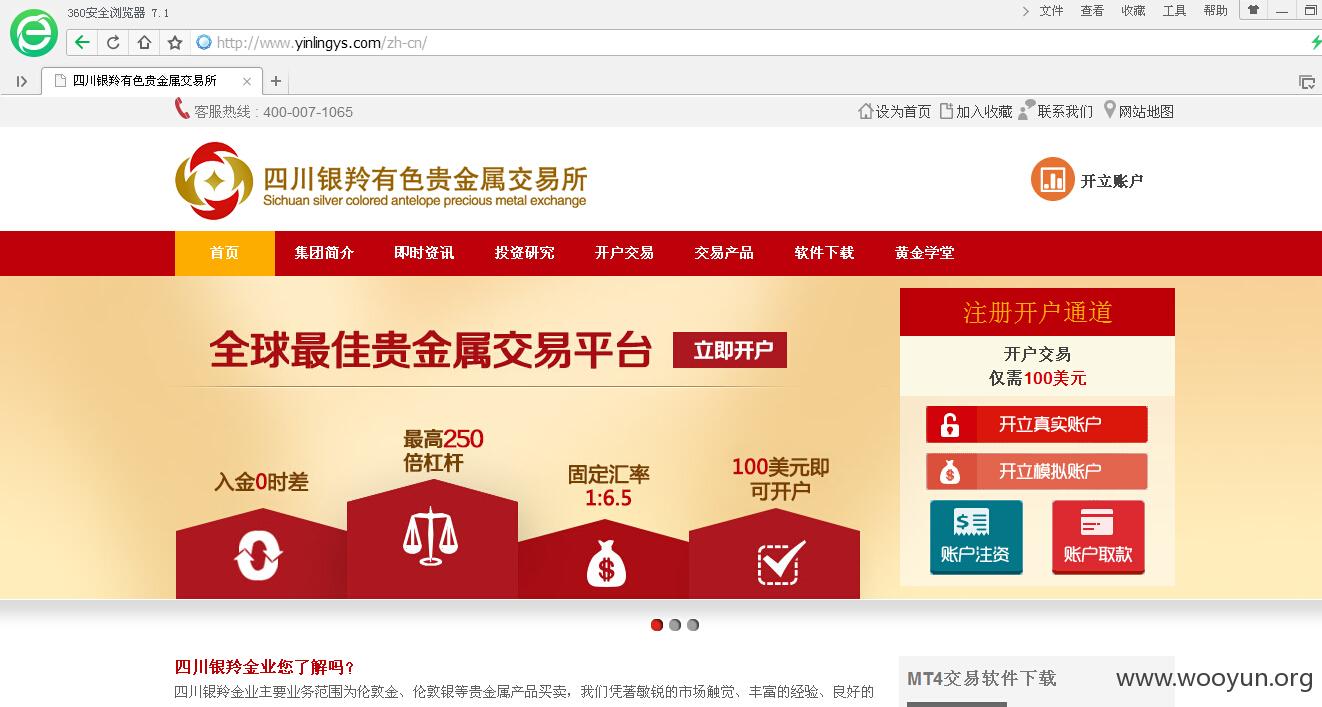 360安全浏览器 7.1
文件 查看 收藏 工具 帮助
http://www.yinlingys.com/zh-cn/
四川银羚有色贵金属交易所
客服热线 : 400-007-1065
设为首页 加入收藏 联系我们 网站地图
四川银羚有色贵金属交易所
Sichuan silver colored antelope precious metal exchange
开立账户
首页 集团简介 即时资讯 投资研究 开户交易 交易产品 软件下载 黄金学堂
全球最佳贵金属交易平台 立即开户
入金0时差
最高250
倍杠杆
固定汇率
1:6.5
100美元即
可开户
注册开户通道
开户交易
仅需100美元
开立真实账户
开立模拟账户
账户注资 账户取款
四川银羚金业您了解吗?
四川银羚金业主要业务范围为伦敦金、伦敦银等贵金属产品买卖，我们凭著敏锐的市场触觉、丰富的经验、良好的
MT4交易软件下载
www.wooyun.org